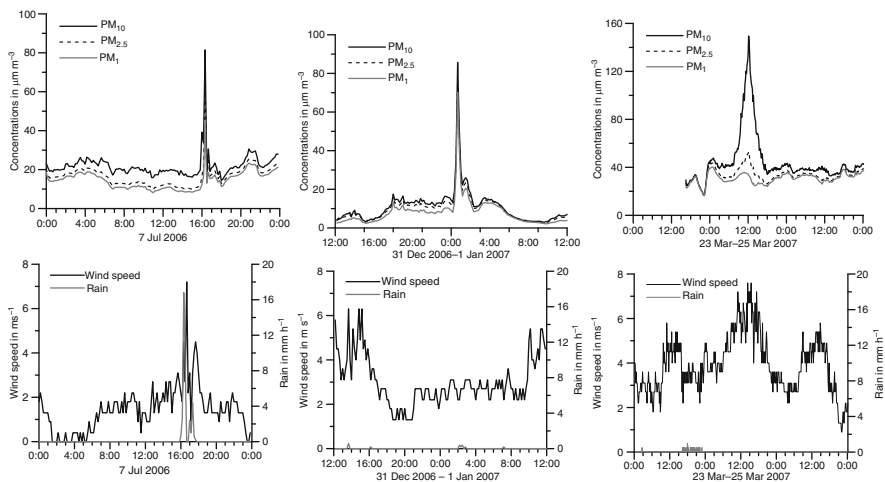 Concentrations in µm m⁻³
100
80
60
40
20
0
PM₁₀
PM₂.₅
PM₁
0:00 4:00 8:00 12:00 16:00 20:00 0:00
7 Jul 2006
Concentrations in µm m⁻³
100
80
60
40
20
0
PM₁₀
PM₂.₅
PM₁
12:00 16:00 20:00 0:00 4:00 8:00 12:00
31 Dec 2006–1 Jan 2007
Concentrations in µm m⁻³
160
120
80
40
0
PM₁₀
PM₂.₅
PM₁
0:00 12:00 0:00 12:00 0:00 12:00 0:00
23 Mar–25 Mar 2007
Wind speed in ms⁻¹
8
6
4
2
0
Wind speed
Rain
20
16
12
8
4
0
Rain in mm h⁻¹
0:00 4:00 8:00 12:00 16:00 20:00 0:00
7 Jul 2006
Wind speed in m s⁻¹
8
6
4
2
0
Wind speed
Rain
20
16
12
8
4
0
Rain in mm h⁻¹
12:00 16:00 20:00 0:00 4:00 8:00 12:00
31 Dec 2006 – 1 Jan 2007
Wind speed in ms⁻¹
8
6
4
2
0
Wind speed
Rain
20
16
12
8
4
0
Rain in mm h⁻¹
0:00 12:00 0:00 12:00 0:00 12:00 0:00
23 Mar–25 Mar 2007